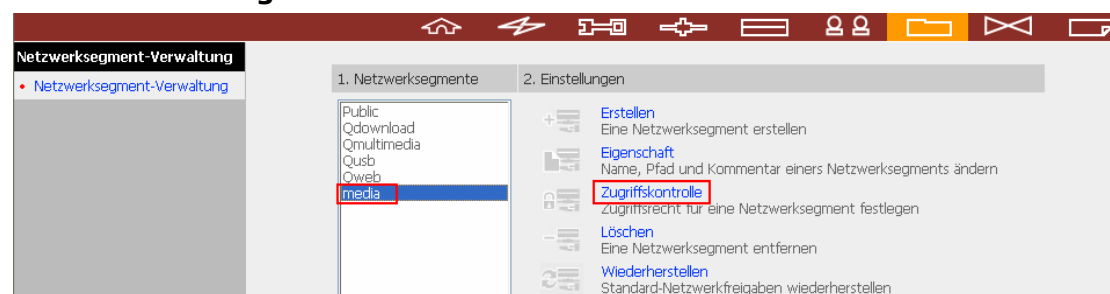 Netzwerksegment-Verwaltung
Netzwerksegment-Verwaltung
1. Netzwerksegmente
2. Einstellungen
Public
Qdownload
Qmultimedia
Qusb
Qweb
media
Erstellen
Eine Netzwerksegment erstellen
Eigenschaft
Name, Pfad und Kommentar einers Netzwerksegments ändern
Zugriffskontrolle
Zugriffsrecht für eine Netzwerksegment festlegen
Löschen
Eine Netzwerksegment entfernen
Wiederherstellen
Standard-Netzwerkfreigaben wiederherstellen